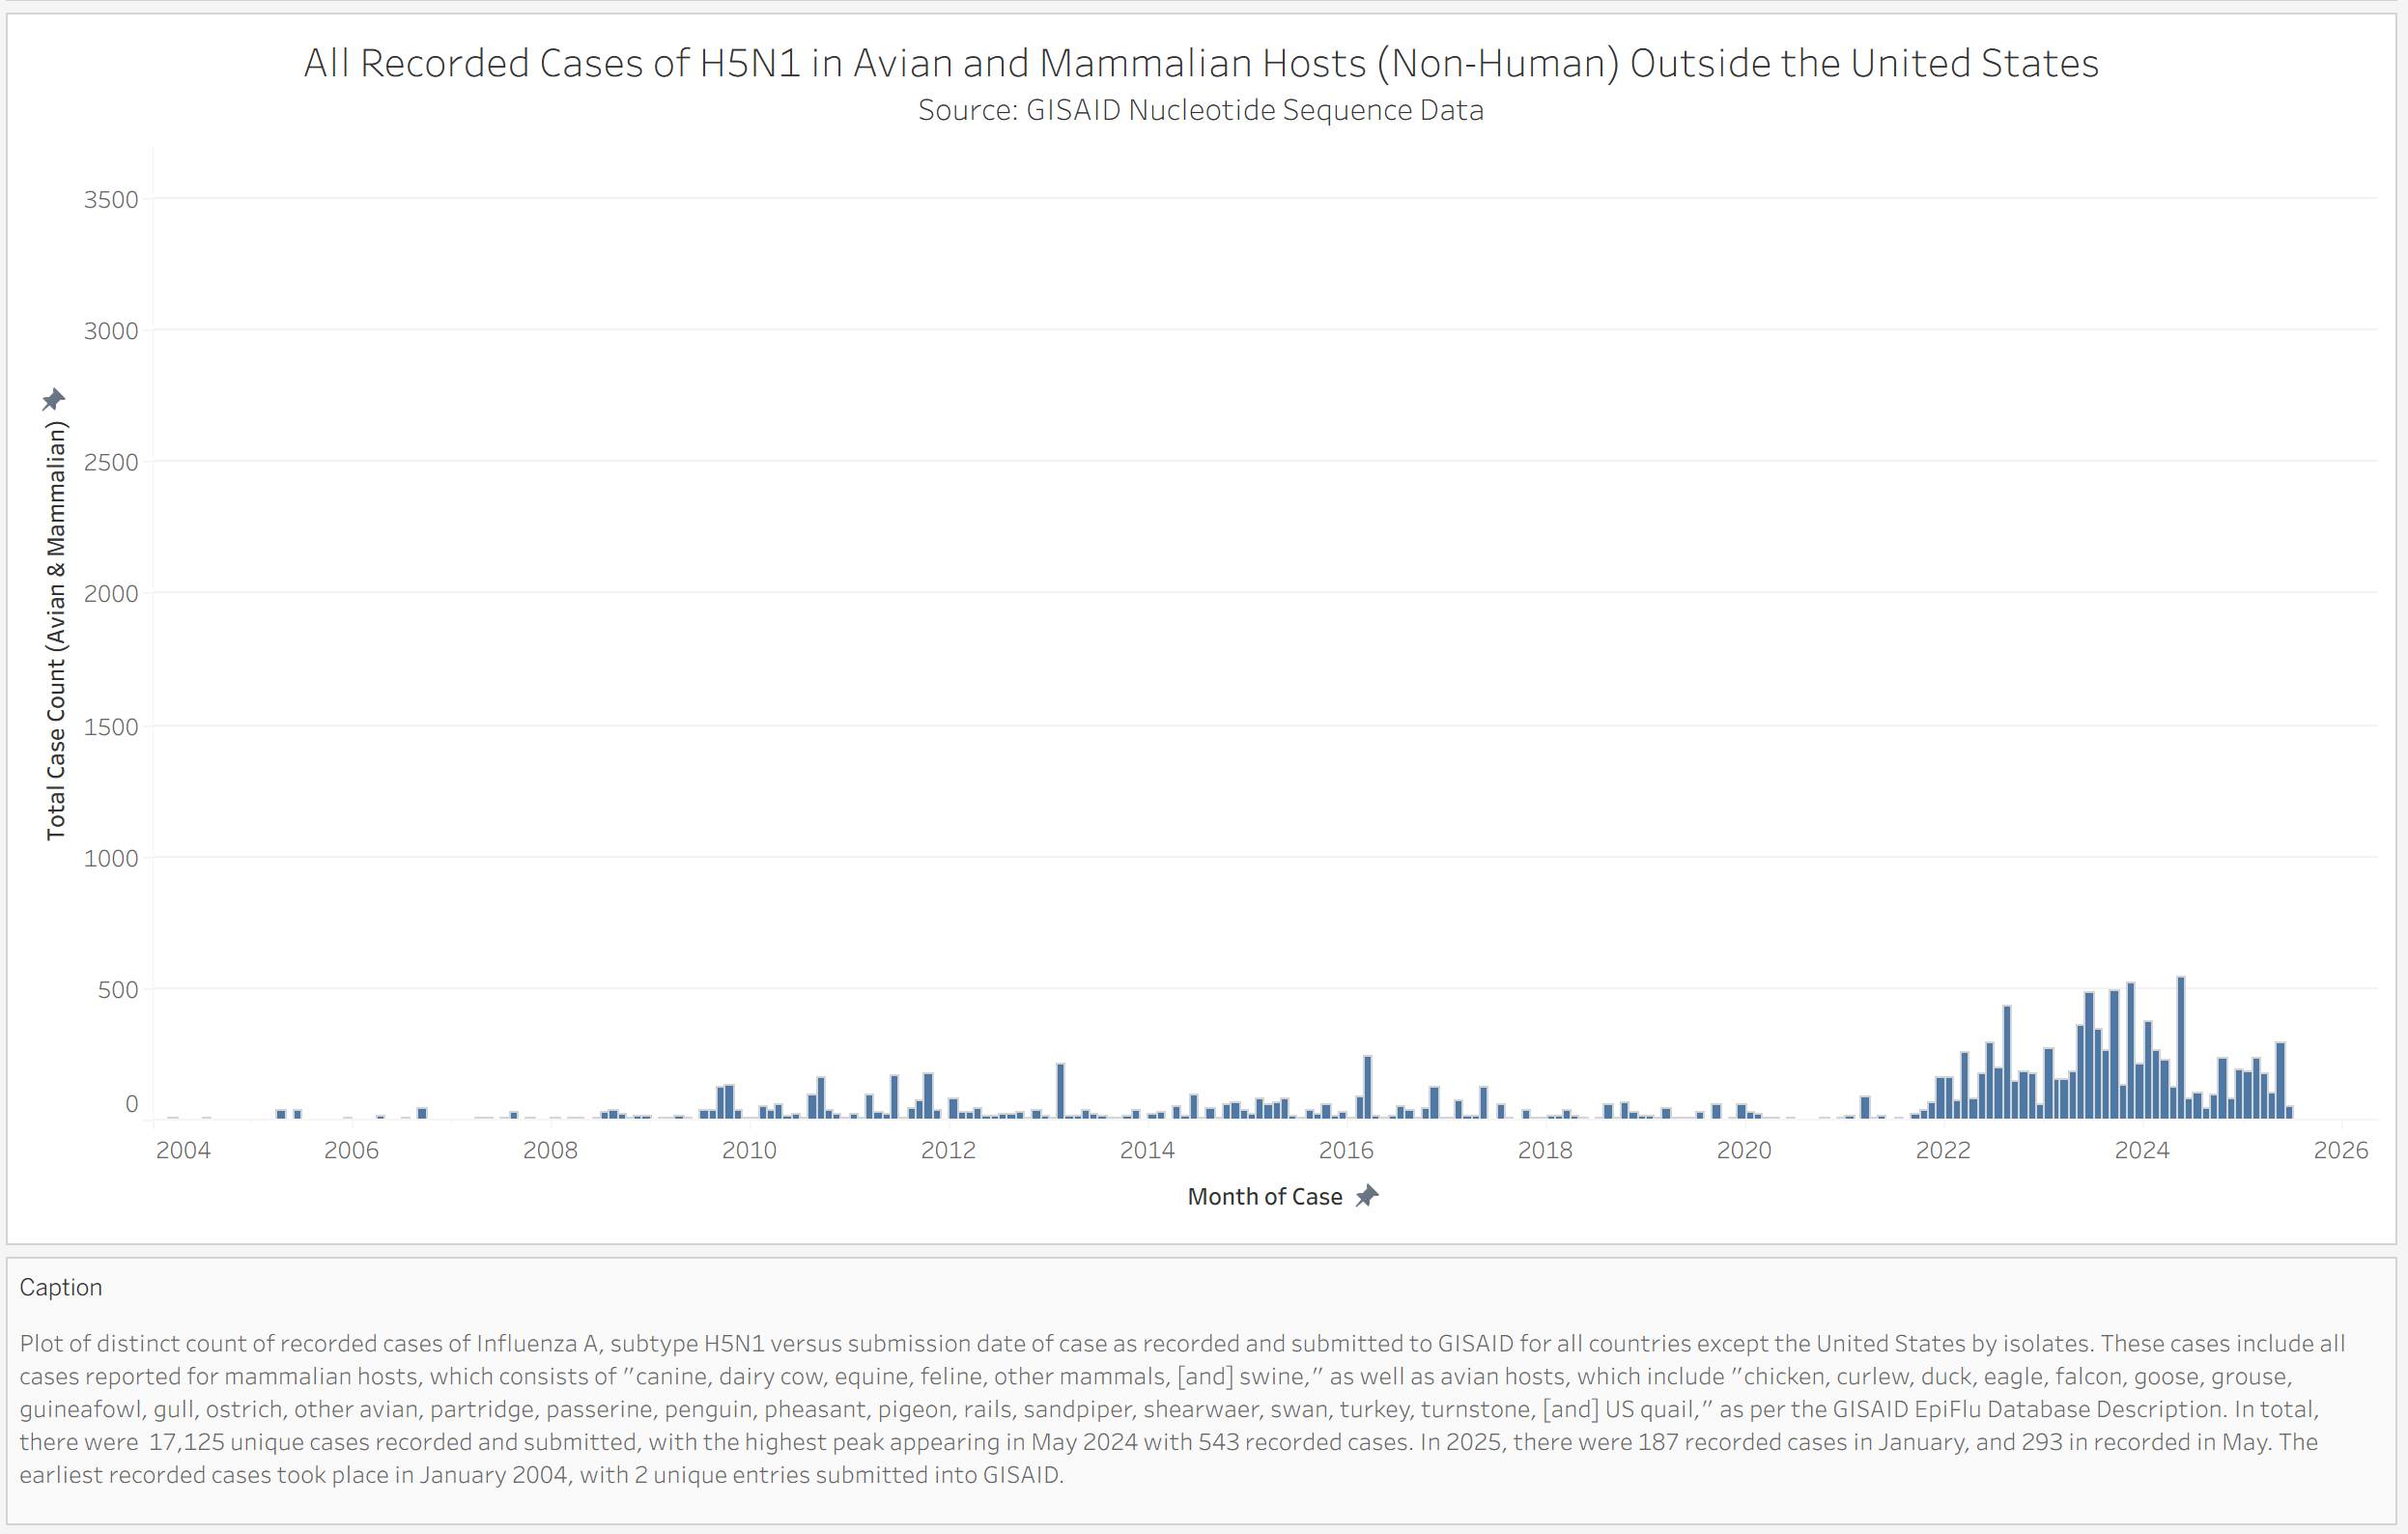 All Recorded Cases of H5N1 in Avian and Mammalian Hosts (Non-Human) Outside the United States
Source: GISAID Nucleotide Sequence Data
3500
3000
2500
2000
1500
1000
500
0
Total Case Count (Avian & Mammalian)
2004
2006
2008
2010
2012
2014
2016
2018
2020
2022
2024
2026
Month of Case
Caption
Plot of distinct count of recorded cases of Influenza A, subtype H5N1 versus submission date of case as recorded and submitted to GISAID for all countries except the United States by isolates. These cases include all
cases reported for mammalian hosts, which consists of "canine, dairy cow, equine, feline, other mammals, [and] swine," as well as avian hosts, which include "chicken, curlew, duck, eagle, falcon, goose, grouse,
guineafowl, gull, ostrich, other avian, partridge, passerine, penguin, pheasant, pigeon, rails, sandpiper, shearwaer, swan, turkey, turnstone, [and] US quail," as per the GISAID EpiFlu Database Description. In total,
there were 17,125 unique cases recorded and submitted, with the highest peak appearing in May 2024 with 543 recorded cases. In 2025, there were 187 recorded cases in January, and 293 in recorded in May. The
earliest recorded cases took place in January 2004, with 2 unique entries submitted into GISAID.